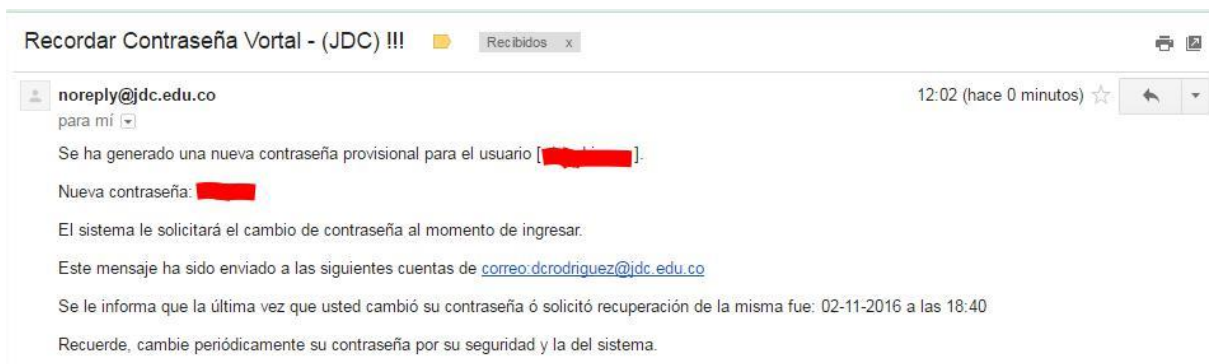 Recordar Contraseña Vortal - (JDC) !!!
Recibidos x
noreply@jdc.edu.co
12:02 (hace 0 minutos)
para mí
Se ha generado una nueva contraseña provisional para el usuario [ ].
Nueva contraseña:
El sistema le solicitará el cambio de contraseña al momento de ingresar.
Este mensaje ha sido enviado a las siguientes cuentas de correo:dcrodriguez@jdc.edu.co
Se le informa que la última vez que usted cambió su contraseña ó solicitó recuperación de la misma fue: 02-11-2016 a las 18:40
Recuerde, cambie periódicamente su contraseña por su seguridad y la del sistema.